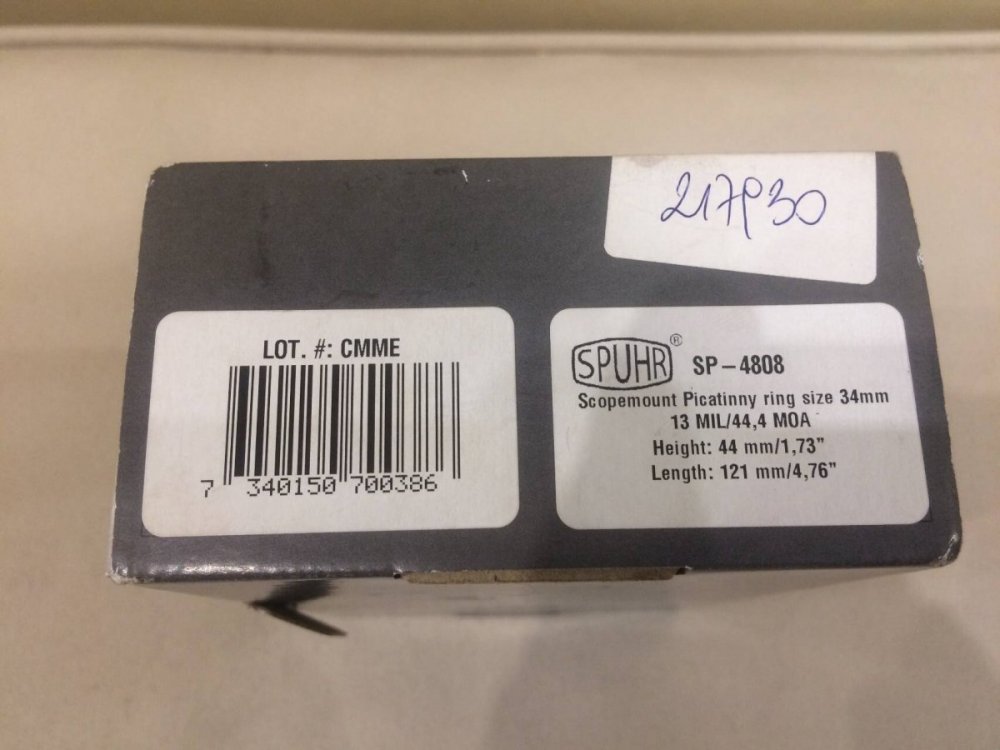 217930
LOT. #: CMME
7 340150 700386
SPUHR® SP – 4808
Scopemount Picatinny ring size 34mm
13 MIL/44,4 MOA
Height: 44 mm/1,73”
Length: 121 mm/4,76”